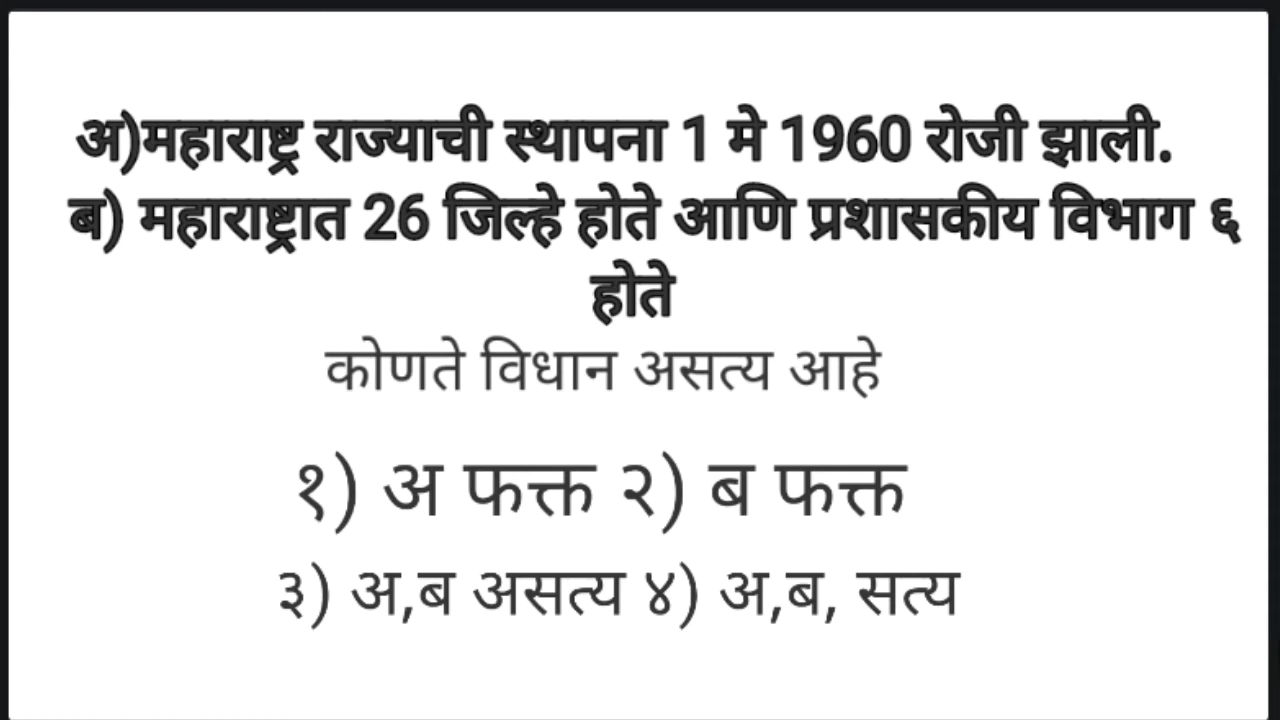 अ)महाराष्ट्र राज्याची स्थापना 1 मे 1960 रोजी झाली.
ब) महाराष्ट्रात 26 जिल्हे होते आणि प्रशासकीय विभाग ६
होते
कोणते विधान असत्य आहे
१) अ फक्त २) ब फक्त
३) अ,ब असत्य ४) अ,ब, सत्य